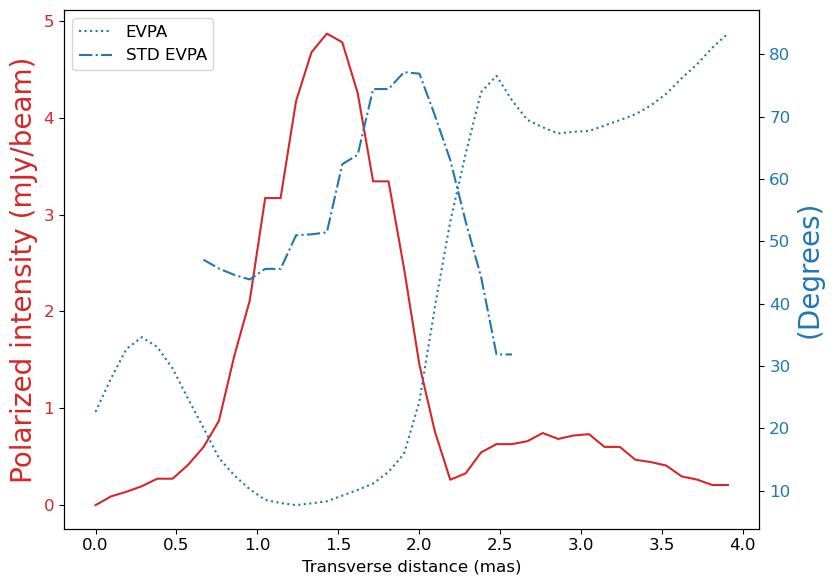 EVPA
STD EVPA
Polarized intensity (mJy/beam)
5
4
3
2
1
0
80
70
60
50
40
30
20
10
(Degrees)
0.0 0.5 1.0 1.5 2.0 2.5 3.0 3.5 4.0
Transverse distance (mas)